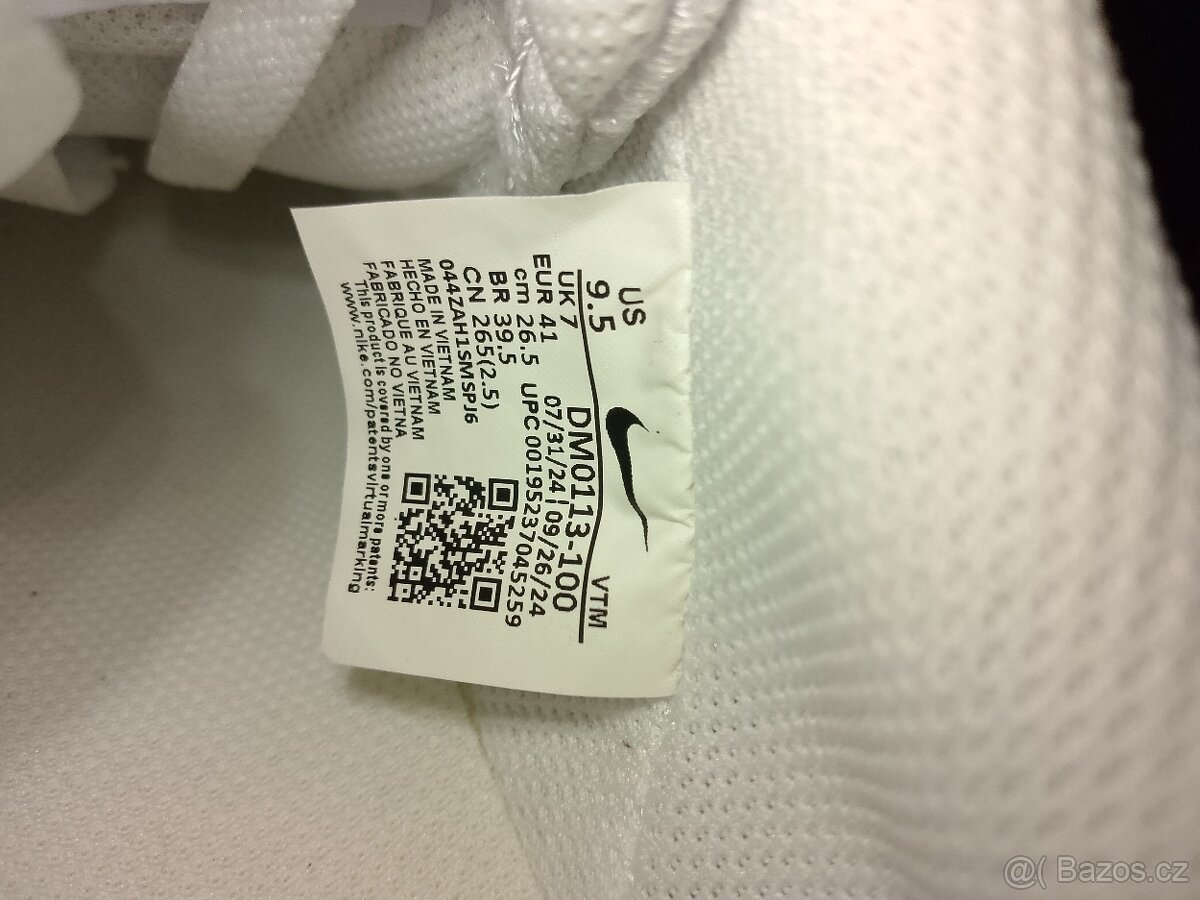 US
9.5
VTM
UK 7
EUR 41
cm 26.5
BR 39.5
CN 265(2.5)
DM0113-100
07/31/24|09/26/24
UPC 00195237045259
044ZAH1SMSPJ6
MADE IN VIETNAM
HECHO EN VIETNAM
FABRIQUE AU VIETNAM
FABRICADO NO VIETNA
This product is covered by one or more patents:
www.nike.com/patentsvirtualmarking
@( Bazos.cz